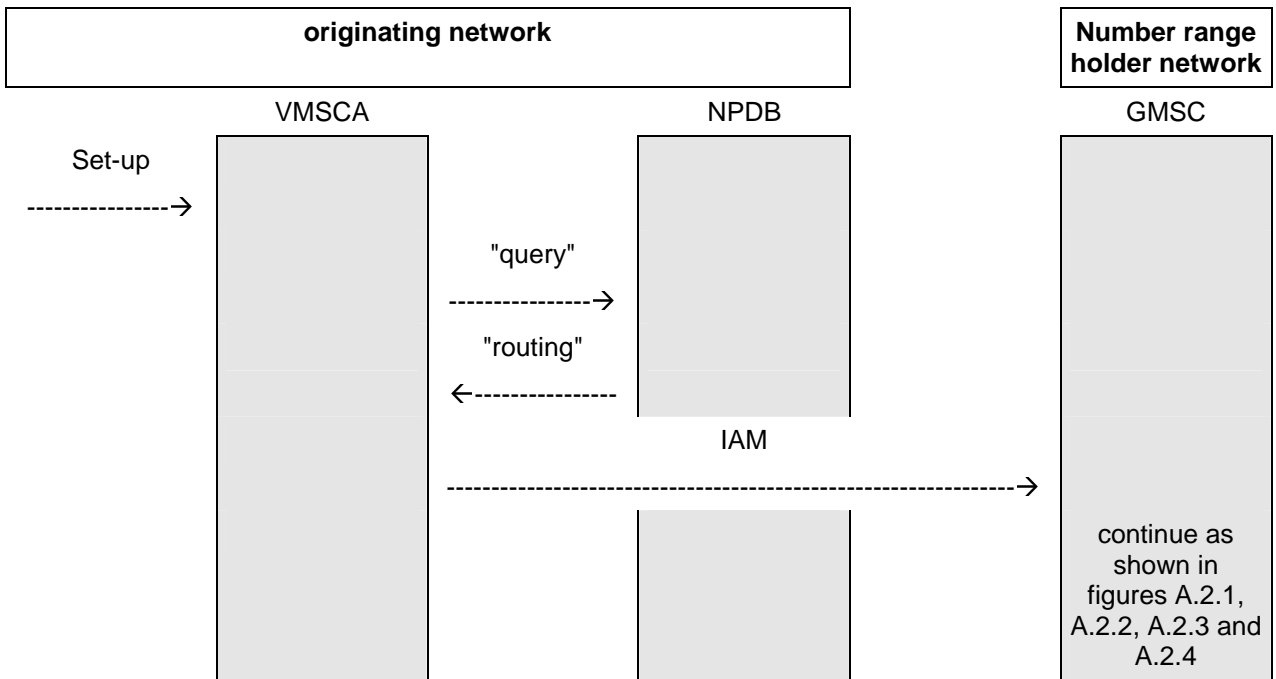 originating network
Number range
holder network
VMSCA
NPDB
GMSC
Set-up
---------------->
"query"
---------------->
"routing"
<----------------
IAM
---------------------------------------------------------------->
continue as
shown in
figures A.2.1,
A.2.2, A.2.3 and
A.2.4